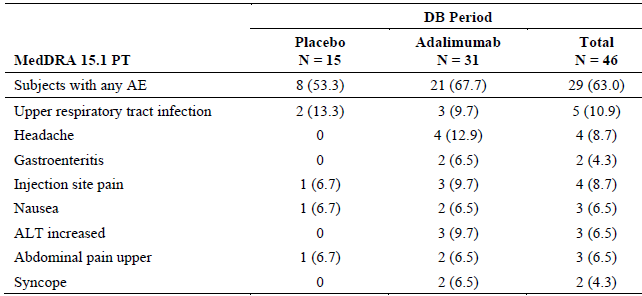 DB Period
MedDRA 15.1 PT Placebo N = 15 Adalimumab N = 31 Total N = 46
Subjects with any AE 8 (53.3) 21 (67.7) 29 (63.0)
Upper respiratory tract infection 2 (13.3) 3 (9.7) 5 (10.9)
Headache 0 4 (12.9) 4 (8.7)
Gastroenteritis 0 2 (6.5) 2 (4.3)
Injection site pain 1 (6.7) 3 (9.7) 4 (8.7)
Nausea 1 (6.7) 2 (6.5) 3 (6.5)
ALT increased 0 3 (9.7) 3 (6.5)
Abdominal pain upper 1 (6.7) 2 (6.5) 3 (6.5)
Syncope 0 2 (6.5) 2 (4.3)